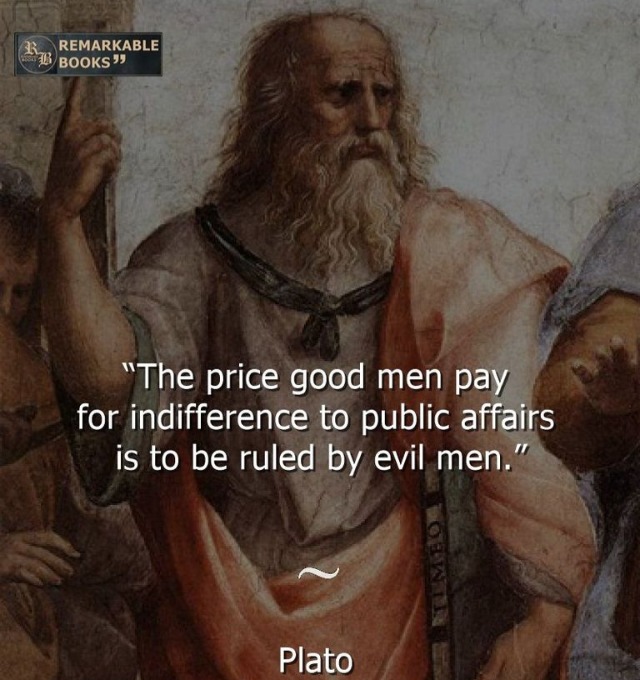 REMARKABLE
BOOKS”
“The price good men pay
for indifference to public affairs
is to be ruled by evil men.”
~
Plato
TIMEO